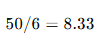 50/6 = 8.33